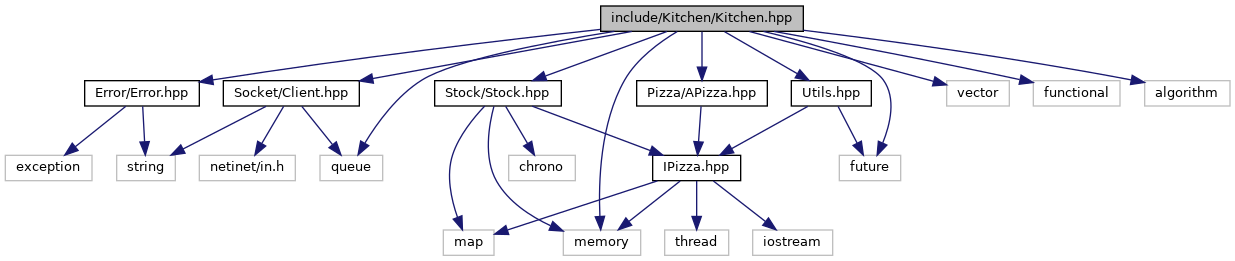 include/Kitchen/Kitchen.hpp
Error/Error.hpp
Socket/Client.hpp
Stock/Stock.hpp
Pizza/APizza.hpp
Utils.hpp
vector
functional
algorithm
exception
string
netinet/in.h
queue
chrono
IPizza.hpp
future
map
memory
thread
iostream